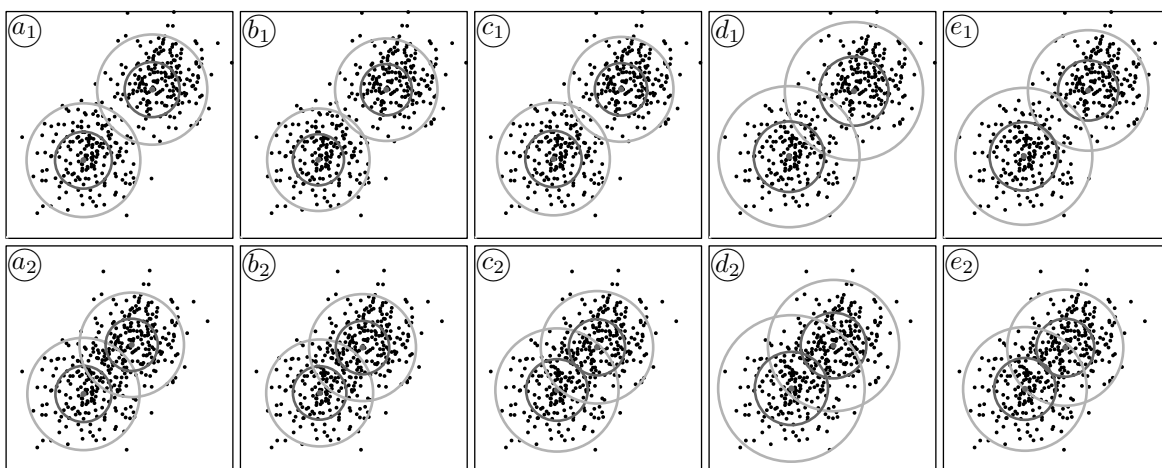 a₁ b₁ c₁ d₁ e₁
a₂ b₂ c₂ d₂ e₂